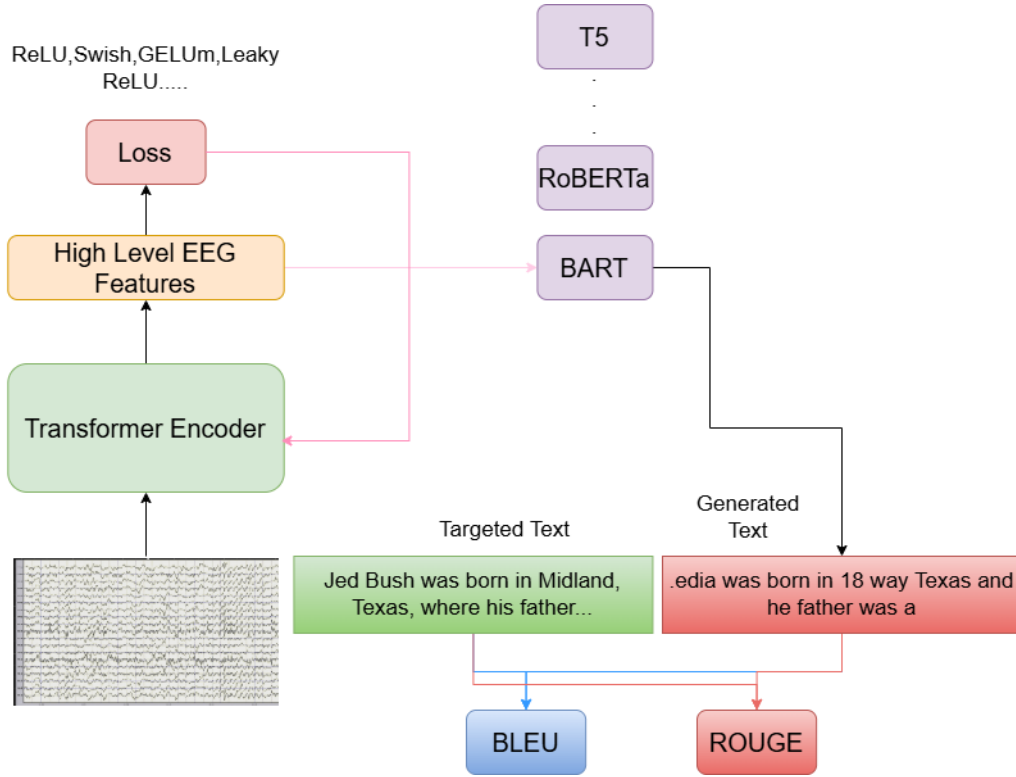 ReLU,Swish,GELUm,Leaky
ReLU.....
Loss
High Level EEG
Features
Transformer Encoder
T5
.
.
.
RoBERTa
BART
Targeted Text
Jed Bush was born in Midland,
Texas, where his father...
Generated
Text
.edia was born in 18 way Texas and
he father was a
BLEU
ROUGE